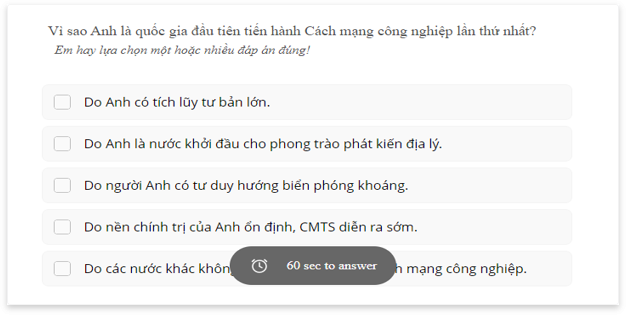 Vì sao Anh là quốc gia đầu tiên tiến hành Cách mạng công nghiệp lần thứ nhất?
Em hay lựa chọn một hoặc nhiều đáp án đúng!
Do Anh có tích lũy tư bản lớn.
Do Anh là nước khởi đầu cho phong trào phát kiến địa lý.
Do người Anh có tư duy hướng biển phóng khoáng.
Do nền chính trị của Anh ổn định, CMTS diễn ra sớm.
Do các nước khác mạng công nghiệp.
60 sec to answer